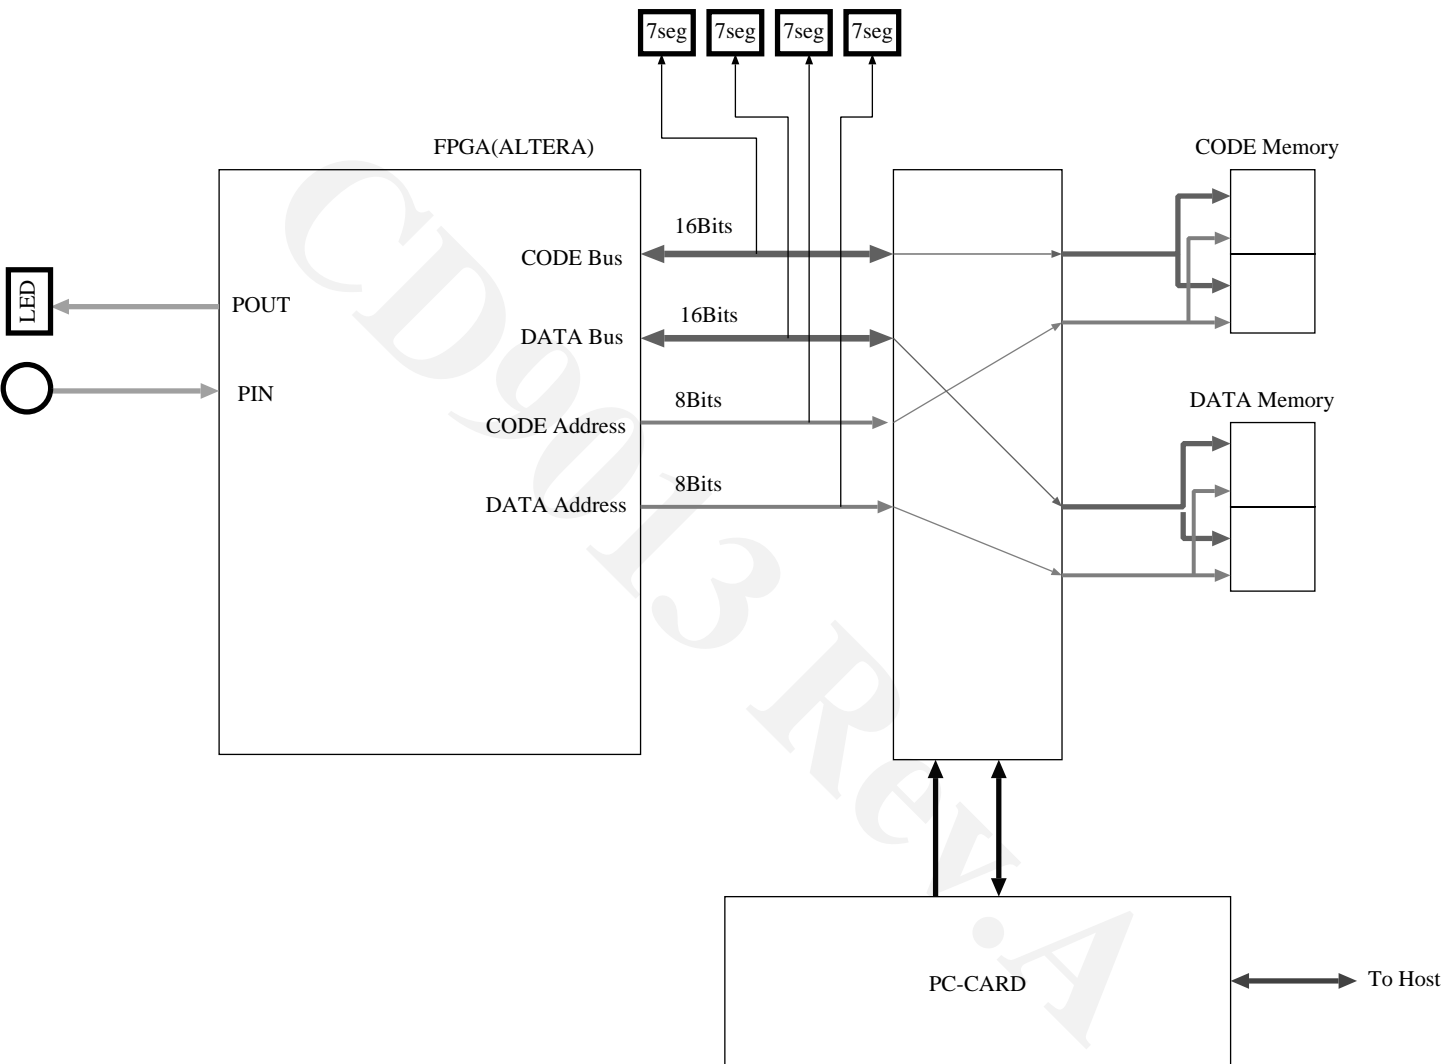 7seg 7seg 7seg 7seg
FPGA(ALTERA)
CODE Memory
16Bits
CODE Bus
LED
POUT
16Bits
DATA Bus
PIN
8Bits
DATA Memory
CODE Address
8Bits
DATA Address
PC-CARD
To Host
CD9013 Rev.A